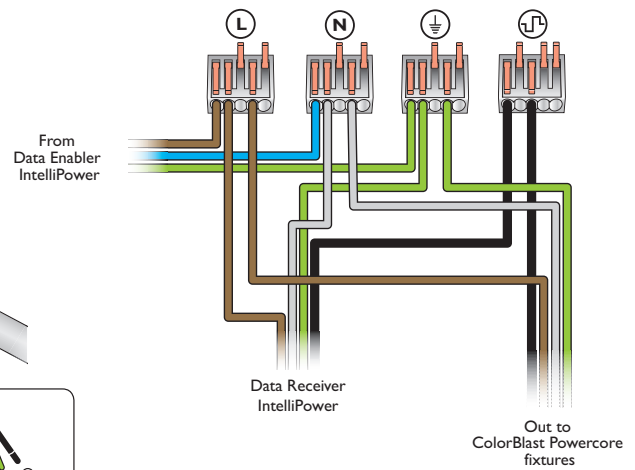 L
N
From
Data Enabler
IntelliPower
Data Receiver
IntelliPower
Out to
ColorBlast Powercore
fixtures